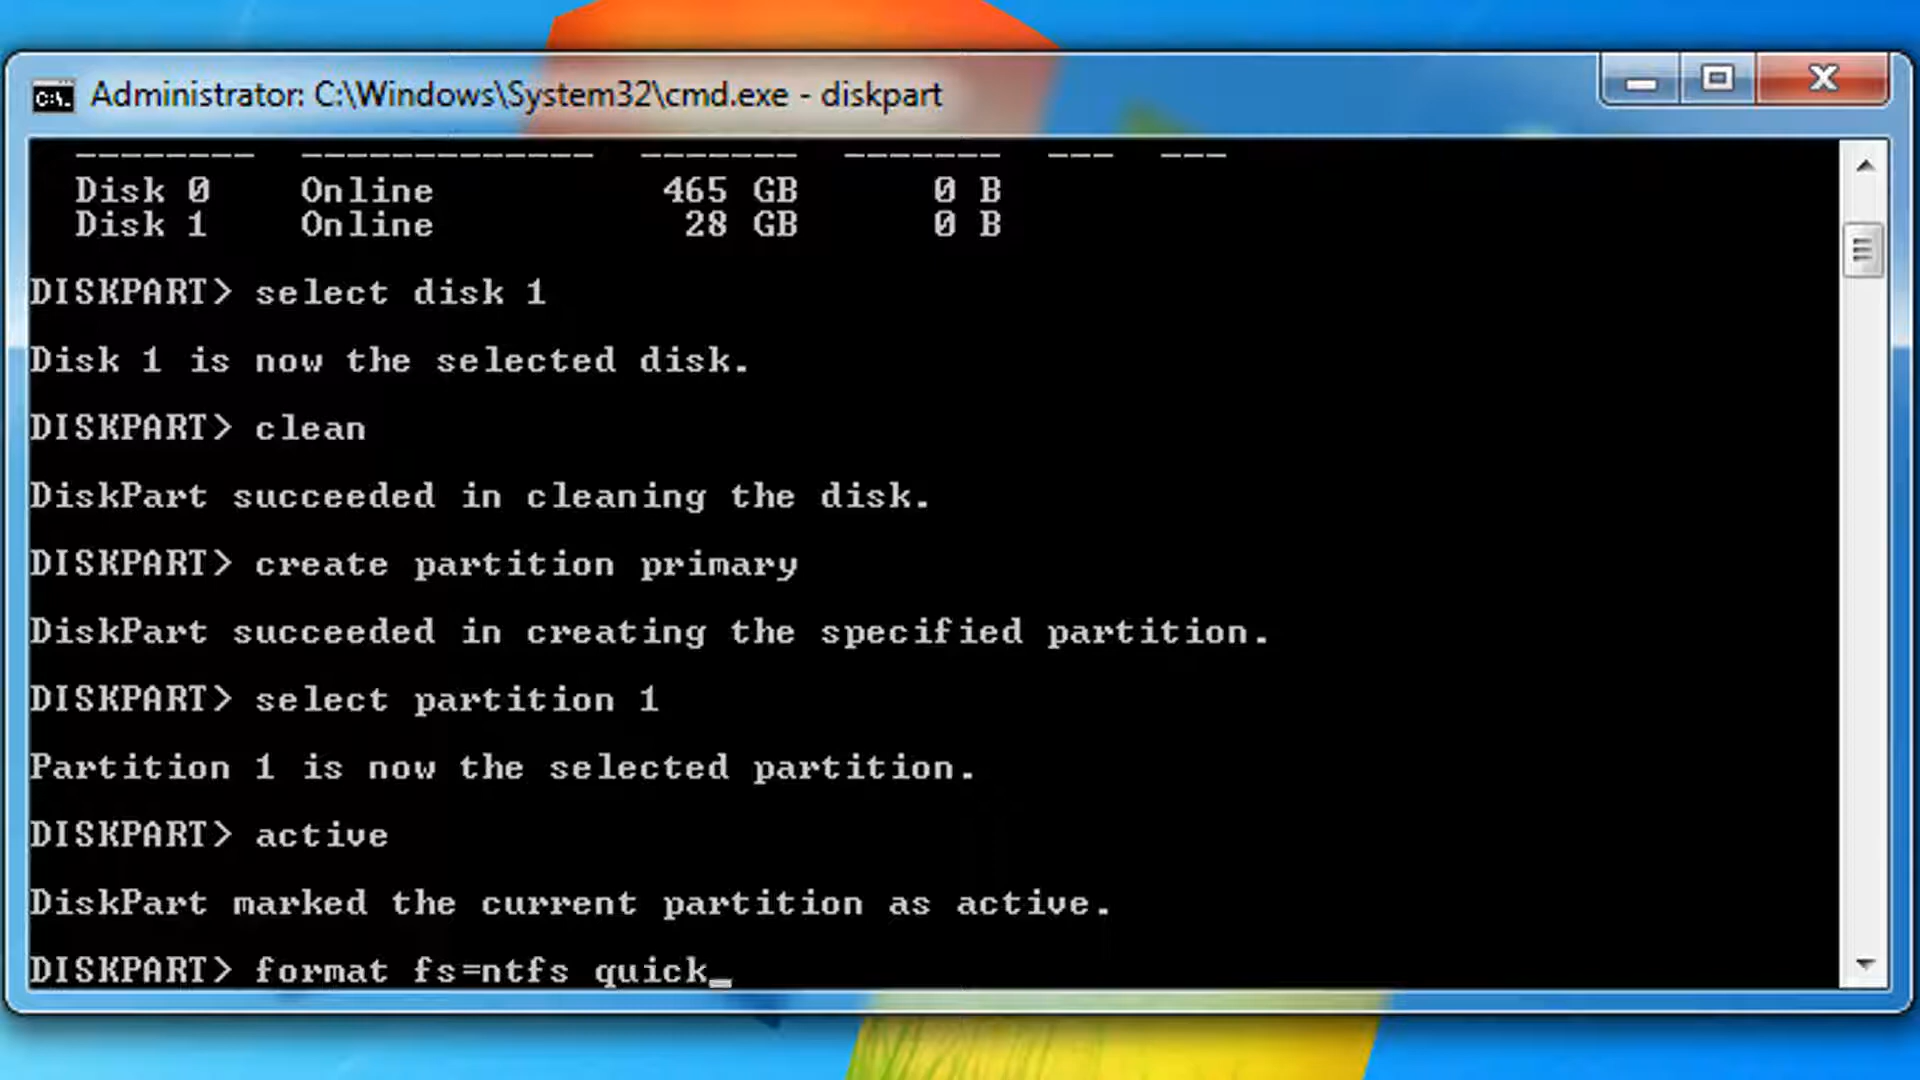 Administrator: C:\Windows\System32\cmd.exe - diskpart
-------- ------------- ------- ------- --- ---
Disk 0 Online 465 GB 0 B
Disk 1 Online 28 GB 0 B
DISKPART> select disk 1
Disk 1 is now the selected disk.
DISKPART> clean
DiskPart succeeded in cleaning the disk.
DISKPART> create partition primary
DiskPart succeeded in creating the specified partition.
DISKPART> select partition 1
Partition 1 is now the selected partition.
DISKPART> active
DiskPart marked the current partition as active.
DISKPART> format fs=ntfs quick_